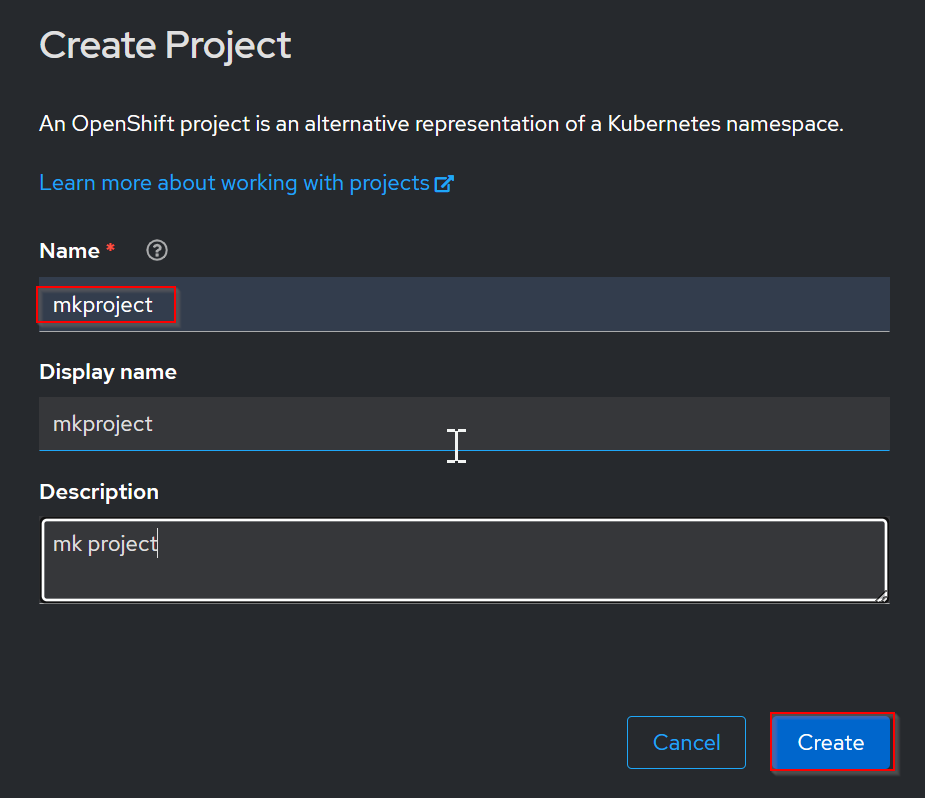 Create Project
An OpenShift project is an alternative representation of a Kubernetes namespace.
Learn more about working with projects
Name *
mkproject
Display name
mkproject
Description
mk project
Cancel
Create